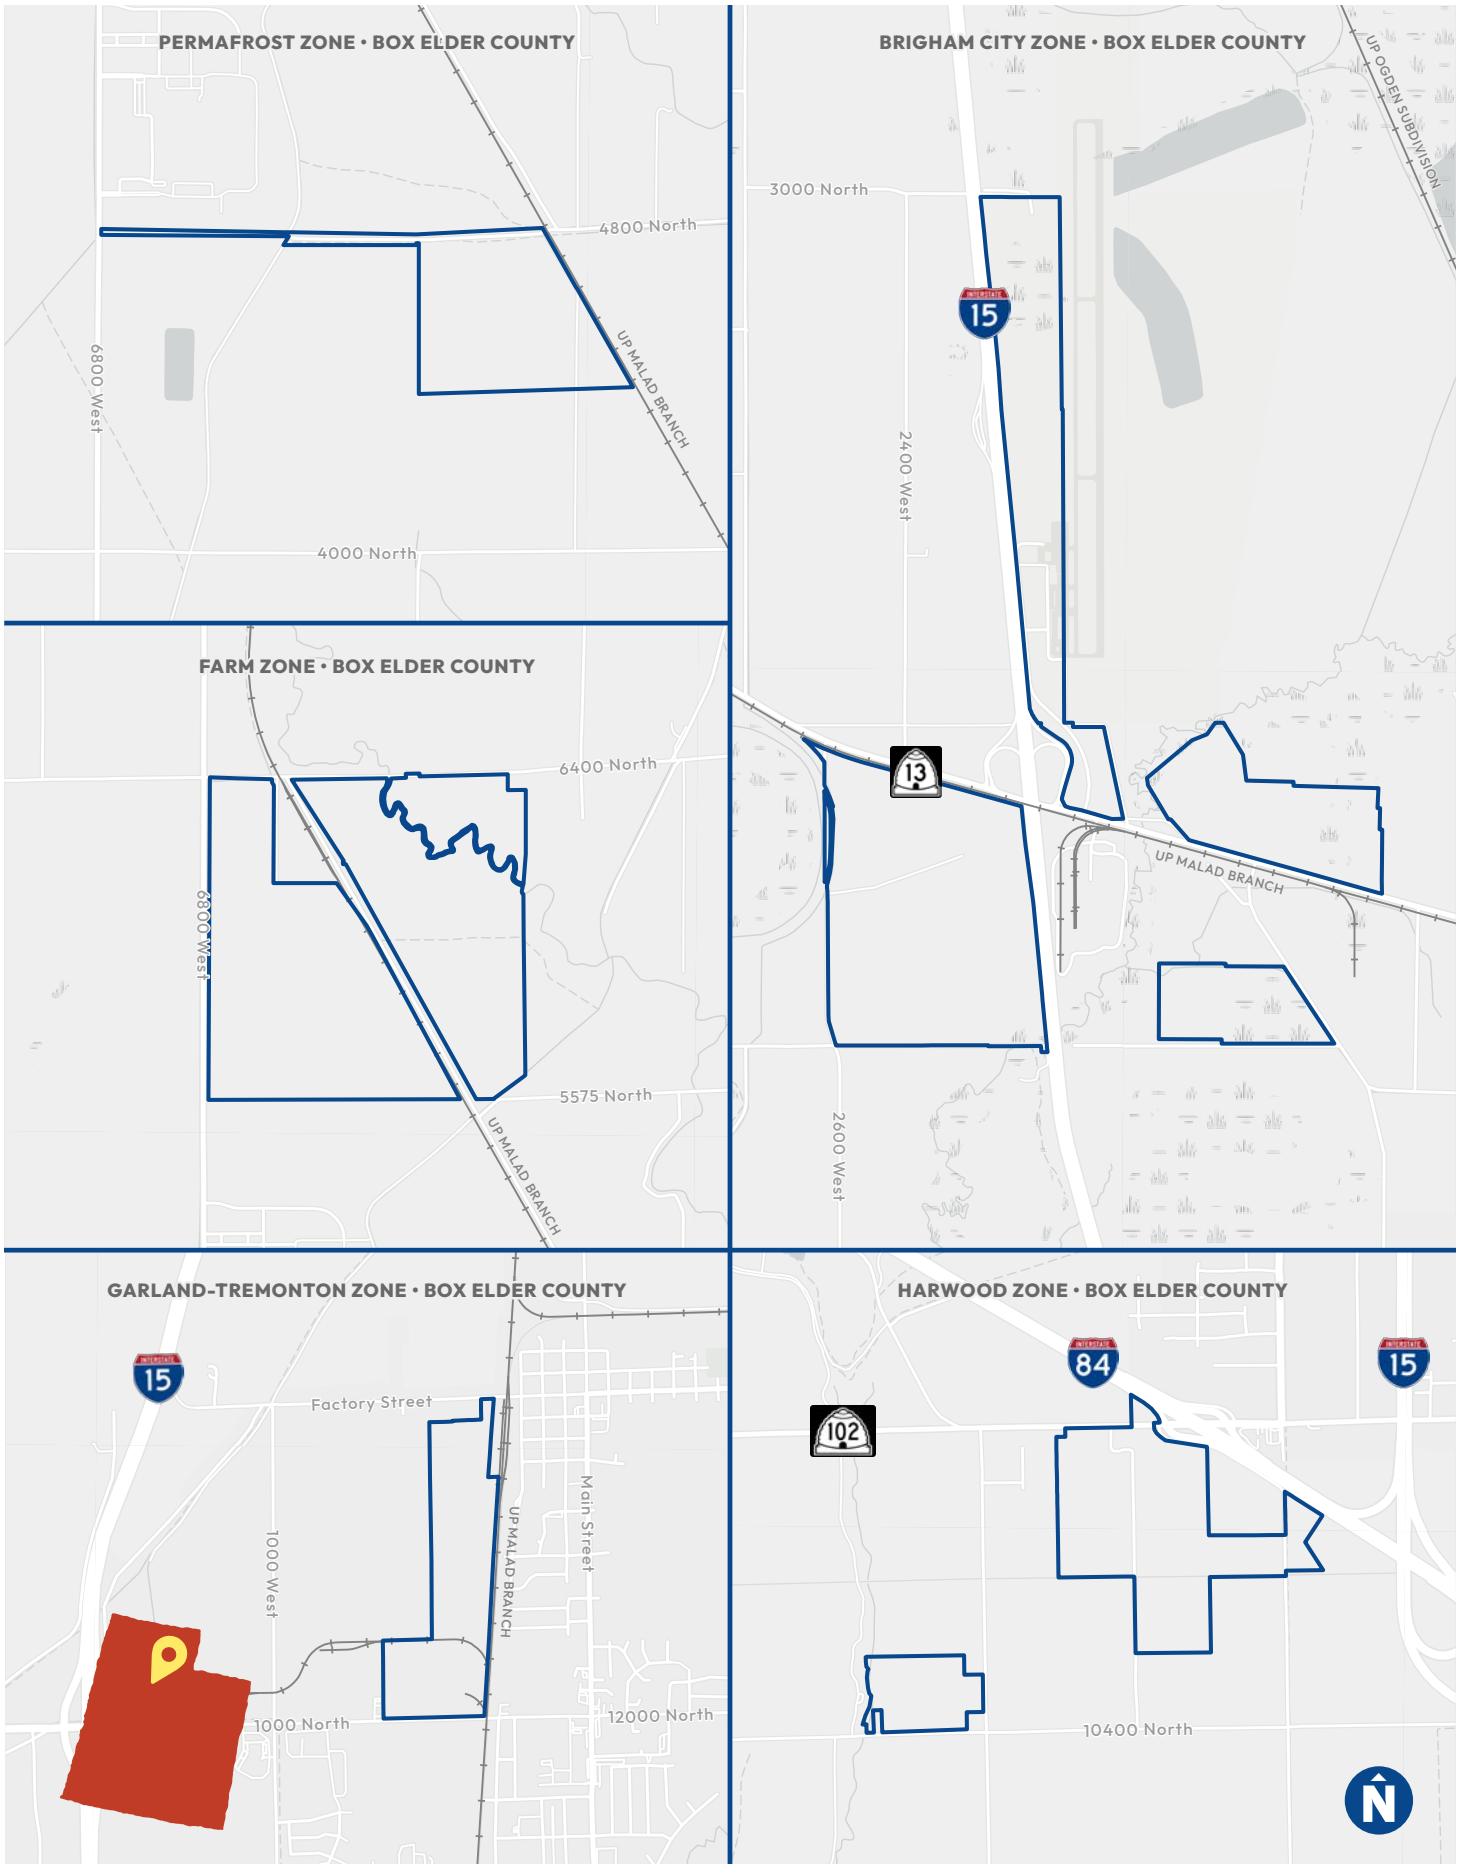 PERMAFROST ZONE • BOX ELDER COUNTY
4800 North
6800 West
UP MALAD BRANCH
4000 North
BRIGHAM CITY ZONE • BOX ELDER COUNTY
UP OGDEN SUBDIVISION
3000 North
INTERSTATE
15
2400 West
13
UP MALAD BRANCH
2600 West
FARM ZONE • BOX ELDER COUNTY
6400 North
6800 West
5575 North
UP MALAD BRANCH
GARLAND-TREMONTON ZONE • BOX ELDER COUNTY
INTERSTATE
15
Factory Street
1000 West
UP MALAD BRANCH
Main Street
1000 North
12000 North
HARWOOD ZONE • BOX ELDER COUNTY
INTERSTATE
84
INTERSTATE
15
102
10400 North
N